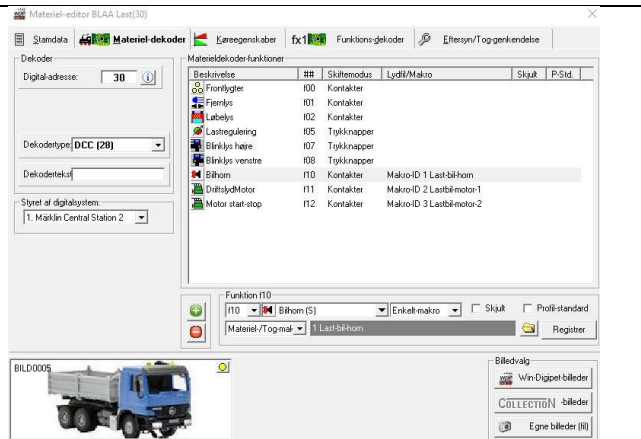 Materiel-editor BLAA Last(30)
Stamdata Materiel-dekoder Køreegenskaber fx1 Funktions-dekoder Eftersyn/Tog-genkendelse
Dekoder
Digital-adresse: 30
Dekodertype: DCC (28)
Dekodertekst
Styret af digitalsystem:
1. Märklin Central Station 2
Materieldekoder-funktioner
Beskrivelse ## Skiftemodus Lydfil/Makro Skjult P-Std.
Frontlygter f00 Kontakter
Fjernlys f01 Kontakter
Løbelys f02 Kontakter
Lastregulering f05 Trykknapper
Blinklys højre f07 Trykknapper
Blinklys venstre f08 Trykknapper
Bilhorn f10 Kontakter Makro-ID 1 Last-bil-horn
DriftslydMotor f11 Kontakter Makro-ID 2 Lastbil-motor-1
Motor start-stop f12 Kontakter Makro-ID 3 Lastbil-motor-2
Funktion f10
f10 Bilhorn (S) Enkelt-makro Skjult Profil-standard
Materiel-/Tog-mak 1 Last-bil-horn Registrer
BILD0005
Billedvalg
Win-Digipet-billeder
COLLECTION -billeder
Egne billeder (fil)